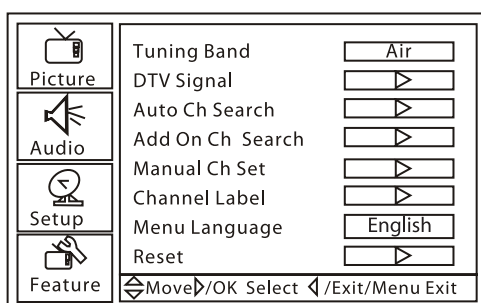 Picture
Audio
Setup
Feature
Tuning Band Air
DTV Signal
Auto Ch Search
Add On Ch Search
Manual Ch Set
Channel Label
Menu Language English
Reset
Move /OK Select /Exit/Menu Exit